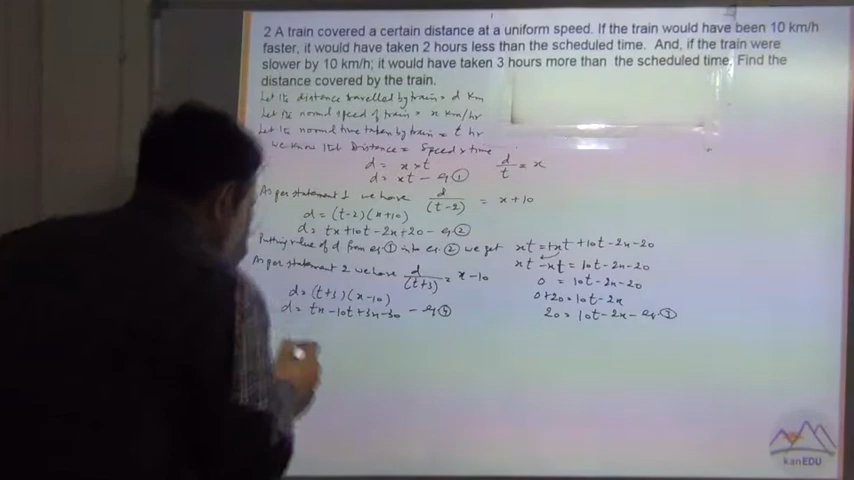 2 A train covered a certain distance at a uniform speed. If the train would have been 10 km/h
faster, it would have taken 2 hours less than the scheduled time. And, if the train were
slower by 10 km/h; it would have taken 3 hours more than the scheduled time. Find the
distance covered by the train.
Let the distance travelled by train = d Km
Let the normal speed of train = x km/hr
Let the normal time taken by train = t hr
We know that Distance = Speed x time
d = x x t d/t = x
d = xt - eq ①
As per statement 1 we have d/(t-2) = x+10
d = (t-2)(x+10)
d = tx+10t-2x-20 - eq ②
Putting value of d from eq ① into eq ② we get xt = tx+10t-2x-20
xt - xt = 10t-2x-20
0 = 10t-2x-20
0+20 = 10t-2x
20 = 10t-2x - eq ③
As per statement 2 we have d/(t+3) = x-10
d = (t+3)(x-10)
d = tx-10t+3x-30 - eq ④
kanEDU